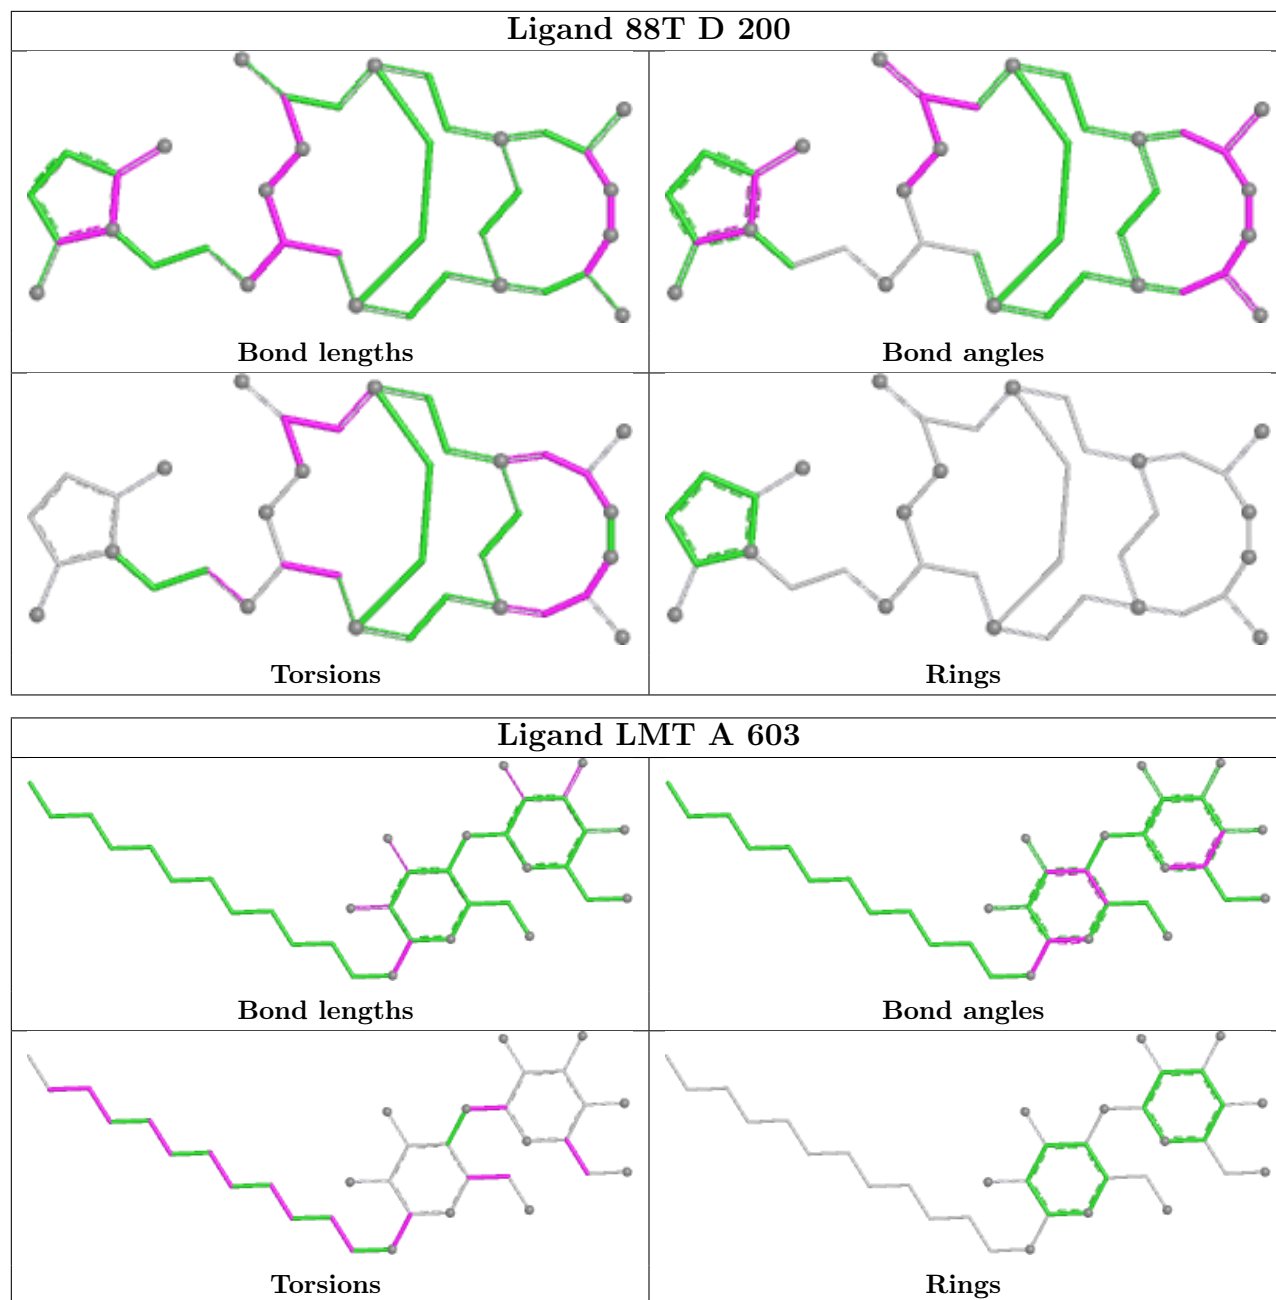 Ligand 88T D 200
Bond lengths
Bond angles
Torsions
Rings
Ligand LMT A 603
Bond lengths
Bond angles
Torsions
Rings